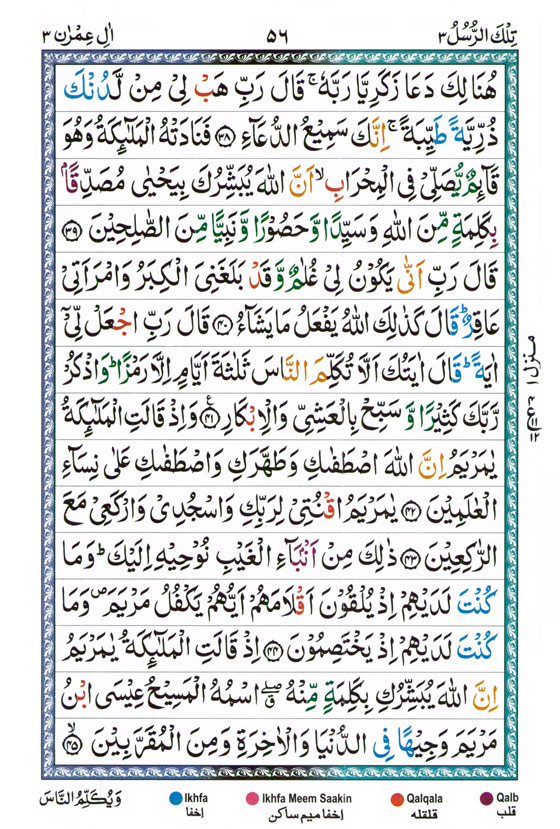 تِلْكَ الرُّسُلُ ٣
٥٦
اٰلِ عِمْرٰن ٣
هُنَالِكَ دَعَا زَكَرِيَّا رَبَّهٗ ۚ قَالَ رَبِّ هَبْ لِیْ مِنْ لَّدُنْكَ
ذُرِّيَّةً طَيِّبَةً ۚ اِنَّكَ سَمِيْعُ الدُّعَآءِ ﴿٣٨﴾ فَنَادَتْهُ الْمَلٰٓئِكَةُ وَهُوَ
قَآئِمٌ يُّصَلِّیْ فِی الْمِحْرَابِ ۙ اَنَّ اللّٰهَ يُبَشِّرُكَ بِيَحْيٰى مُصَدِّقًاۢ
بِكَلِمَةٍ مِّنَ اللّٰهِ وَسَيِّدًا وَّحَصُوْرًا وَّنَبِيًّا مِّنَ الصّٰلِحِيْنَ ﴿٣٩﴾
قَالَ رَبِّ اَنّٰى يَكُوْنُ لِیْ غُلٰمٌ وَّقَدْ بَلَغَنِیَ الْكِبَرُ وَامْرَاَتِیْ
عَاقِرٌ ؕ قَالَ كَذٰلِكَ اللّٰهُ يَفْعَلُ مَا يَشَآءُ ﴿٤٠﴾ قَالَ رَبِّ اجْعَلْ لِّیْۤ
اٰيَةً ؕ قَالَ اٰيَتُكَ اَلَّا تُكَلِّمَ النَّاسَ ثَلٰثَةَ اَيَّامٍ اِلَّا رَمْزًا ؕ وَاذْكُرْ
رَّبَّكَ كَثِيْرًا وَّسَبِّحْ بِالْعَشِیِّ وَالْاِبْكَارِ ﴿٤١﴾ وَاِذْ قَالَتِ الْمَلٰٓئِكَةُ
يٰمَرْيَمُ اِنَّ اللّٰهَ اصْطَفٰىكِ وَطَهَّرَكِ وَاصْطَفٰىكِ عَلٰى نِسَآءِ
الْعٰلَمِيْنَ ﴿٤٢﴾ يٰمَرْيَمُ اقْنُتِیْ لِرَبِّكِ وَاسْجُدِیْ وَارْكَعِیْ مَعَ
الرّٰكِعِيْنَ ﴿٤٣﴾ ذٰلِكَ مِنْ اَنْۢبَآءِ الْغَيْبِ نُوْحِيْهِ اِلَيْكَ ؕ وَمَا
كُنْتَ لَدَيْهِمْ اِذْ يُلْقُوْنَ اَقْلَامَهُمْ اَيُّهُمْ يَكْفُلُ مَرْيَمَ ۪ وَمَا
كُنْتَ لَدَيْهِمْ اِذْ يَخْتَصِمُوْنَ ﴿٤٤﴾ اِذْ قَالَتِ الْمَلٰٓئِكَةُ يٰمَرْيَمُ
اِنَّ اللّٰهَ يُبَشِّرُكِ بِكَلِمَةٍ مِّنْهُ ۖۗ اسْمُهُ الْمَسِيْحُ عِيْسَى ابْنُ
مَرْيَمَ وَجِيْهًا فِی الدُّنْيَا وَالْاٰخِرَةِ وَمِنَ الْمُقَرَّبِيْنَ ۙ﴿٤٥﴾
منزل ١
وَيُكَلِّمُ النَّاسَ
Ikhfa
اخفا
Ikhfa Meem Saakin
اخفا میم ساکن
Qalqala
قلقله
Qalb
قلب